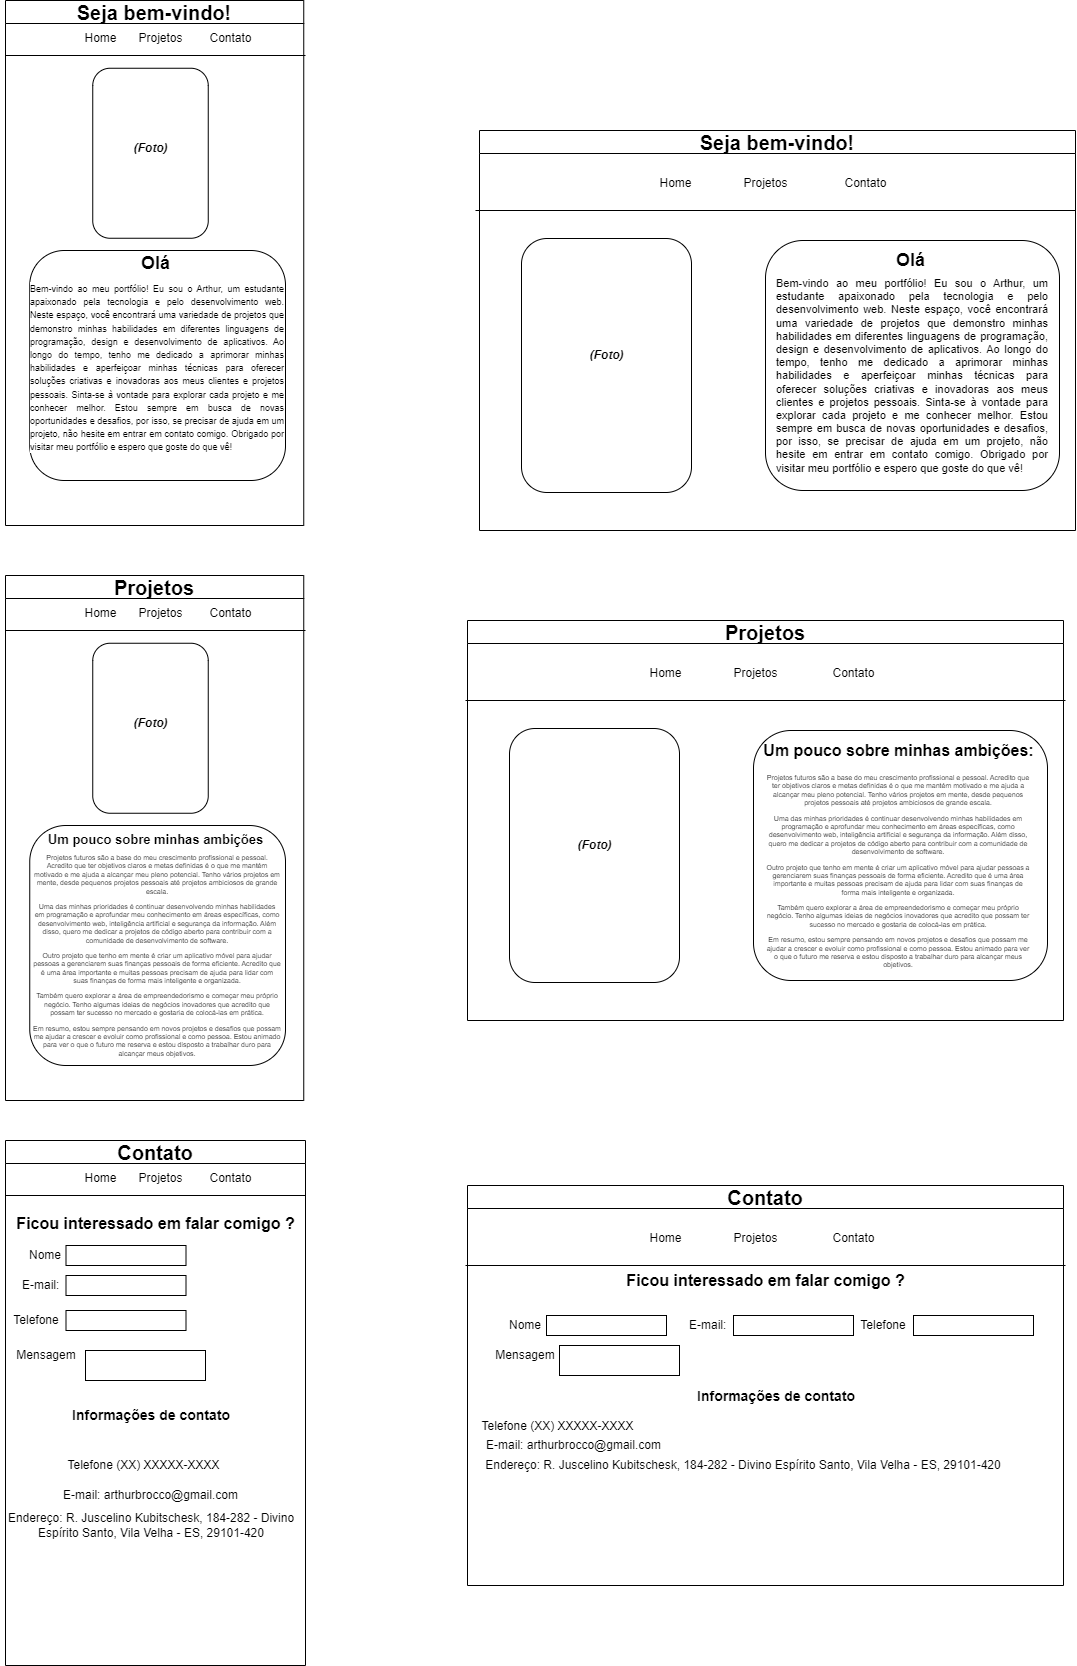 Seja bem-vindo!
Home Projetos Contato
(Foto)
Olá
Bem-vindo ao meu portfólio! Eu sou o Arthur, um estudante
apaixonado pela tecnologia e pelo desenvolvimento web.
Neste espaço, você encontrará uma variedade de projetos que
demonstro minhas habilidades em diferentes linguagens de
programação, design e desenvolvimento de aplicativos. Ao
longo do tempo, tenho me dedicado a aprimorar minhas
habilidades e aperfeiçoar minhas técnicas para oferecer
soluções criativas e inovadoras aos meus clientes e projetos
pessoais. Sinta-se à vontade para explorar cada projeto e me
conhecer melhor. Estou sempre em busca de novas
oportunidades e desafios, por isso, se precisar de ajuda em um
projeto, não hesite em entrar em contato comigo. Obrigado por
visitar meu portfólio e espero que goste do que vê!
Seja bem-vindo!
Home Projetos Contato
(Foto)
Olá
Bem-vindo ao meu portfólio! Eu sou o Arthur, um
estudante apaixonado pela tecnologia e pelo
desenvolvimento web. Neste espaço, você encontrará
uma variedade de projetos que demonstro minhas
habilidades em diferentes linguagens de programação,
design e desenvolvimento de aplicativos. Ao longo do
tempo, tenho me dedicado a aprimorar minhas
habilidades e aperfeiçoar minhas técnicas para
oferecer soluções criativas e inovadoras aos meus
clientes e projetos pessoais. Sinta-se à vontade para
explorar cada projeto e me conhecer melhor. Estou
sempre em busca de novas oportunidades e desafios,
por isso, se precisar de ajuda em um projeto, não
hesite em entrar em contato comigo. Obrigado por
visitar meu portfólio e espero que goste do que vê!
Projetos
Home Projetos Contato
(Foto)
Um pouco sobre minhas ambições
Projetos futuros são a base do meu crescimento profissional e pessoal.
Acredito que ter objetivos claros e metas definidas é o que me mantém
motivado e me ajuda a alcançar meu pleno potencial. Tenho vários projetos em
mente, desde pequenos projetos pessoais até projetos ambiciosos de grande
escala.
Uma das minhas prioridades é continuar desenvolvendo minhas habilidades
em programação e aprofundar meu conhecimento em áreas específicas, como
desenvolvimento web, inteligência artificial e segurança da informação. Além
disso, quero me dedicar a projetos de código aberto para contribuir com a
comunidade de desenvolvimento de software.
Outro projeto que tenho em mente é criar um aplicativo móvel para ajudar
pessoas a gerenciarem suas finanças pessoais de forma eficiente. Acredito que
é uma área importante e muitas pessoas precisam de ajuda para lidar com
suas finanças de forma mais inteligente e organizada.
Também quero explorar a área de empreendedorismo e começar meu próprio
negócio. Tenho algumas ideias de negócios inovadores que acredito que
possam ter sucesso no mercado e gostaria de colocá-las em prática.
Em resumo, estou sempre pensando em novos projetos e desafios que possam
me ajudar a crescer e evoluir como profissional e como pessoa. Estou animado
para ver o que o futuro me reserva e estou disposto a trabalhar duro para
alcançar meus objetivos.
Projetos
Home Projetos Contato
(Foto)
Um pouco sobre minhas ambições:
Projetos futuros são a base do meu crescimento profissional e pessoal. Acredito que
ter objetivos claros e metas definidas é o que me mantém motivado e me ajuda a
alcançar meu pleno potencial. Tenho vários projetos em mente, desde pequenos
projetos pessoais até projetos ambiciosos de grande escala.
Uma das minhas prioridades é continuar desenvolvendo minhas habilidades em
programação e aprofundar meu conhecimento em áreas específicas, como
desenvolvimento web, inteligência artificial e segurança da informação. Além disso,
quero me dedicar a projetos de código aberto para contribuir com a comunidade de
desenvolvimento de software.
Outro projeto que tenho em mente é criar um aplicativo móvel para ajudar pessoas a
gerenciarem suas finanças pessoais de forma eficiente. Acredito que é uma área
importante e muitas pessoas precisam de ajuda para lidar com suas finanças de
forma mais inteligente e organizada.
Também quero explorar a área de empreendedorismo e começar meu próprio
negócio. Tenho algumas ideias de negócios inovadores que acredito que possam ter
sucesso no mercado e gostaria de colocá-las em prática.
Em resumo, estou sempre pensando em novos projetos e desafios que possam me
ajudar a crescer e evoluir como profissional e como pessoa. Estou animado para ver
o que o futuro me reserva e estou disposto a trabalhar duro para alcançar meus
objetivos.
Contato
Home Projetos Contato
Ficou interessado em falar comigo ?
Nome
E-mail:
Telefone
Mensagem
Informações de contato
Telefone (XX) XXXXX-XXXX
E-mail: arthurbrocco@gmail.com
Endereço: R. Juscelino Kubitschesk, 184-282 - Divino
Espírito Santo, Vila Velha - ES, 29101-420
Contato
Home Projetos Contato
Ficou interessado em falar comigo ?
Nome E-mail: Telefone
Mensagem
Informações de contato
Telefone (XX) XXXXX-XXXX
E-mail: arthurbrocco@gmail.com
Endereço: R. Juscelino Kubitschesk, 184-282 - Divino Espírito Santo, Vila Velha - ES, 29101-420